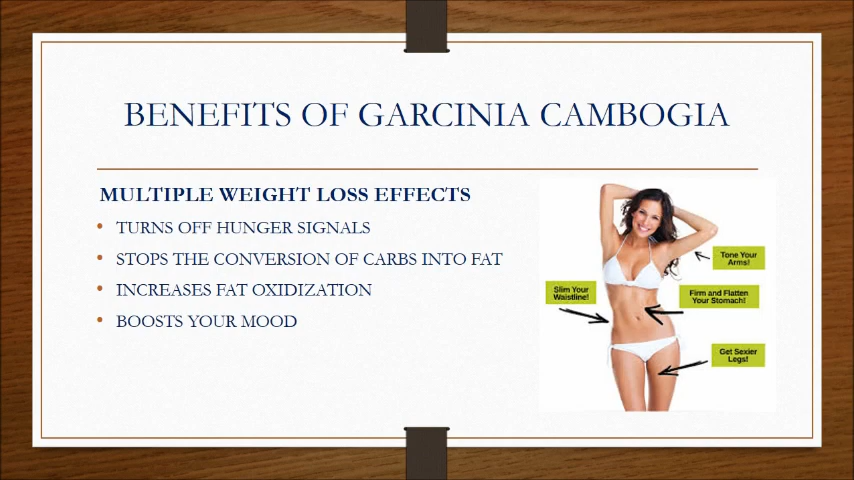 BENEFITS OF GARCINIA CAMBOGIA
MULTIPLE WEIGHT LOSS EFFECTS
• TURNS OFF HUNGER SIGNALS
• STOPS THE CONVERSION OF CARBS INTO FAT
• INCREASES FAT OXIDIZATION
• BOOSTS YOUR MOOD
Tone Your
Arms!
Slim Your
Waistline!
Firm and Flatten
Your Stomach!
Get Sexier
Legs!